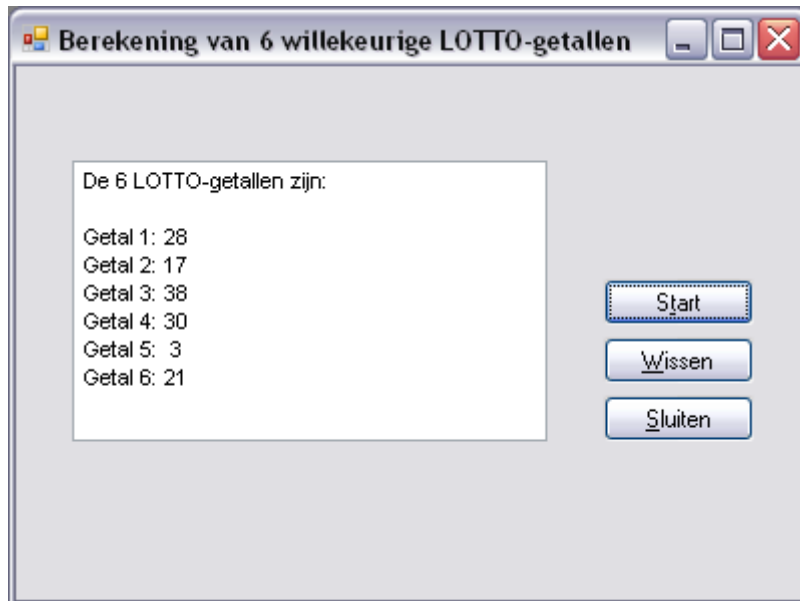 Berekening van 6 willekeurige LOTTO-getallen
De 6 LOTTO-getallen zijn:
Getal 1: 28
Getal 2: 17
Getal 3: 38
Getal 4: 30
Getal 5: 3
Getal 6: 21
Start
Wissen
Sluiten